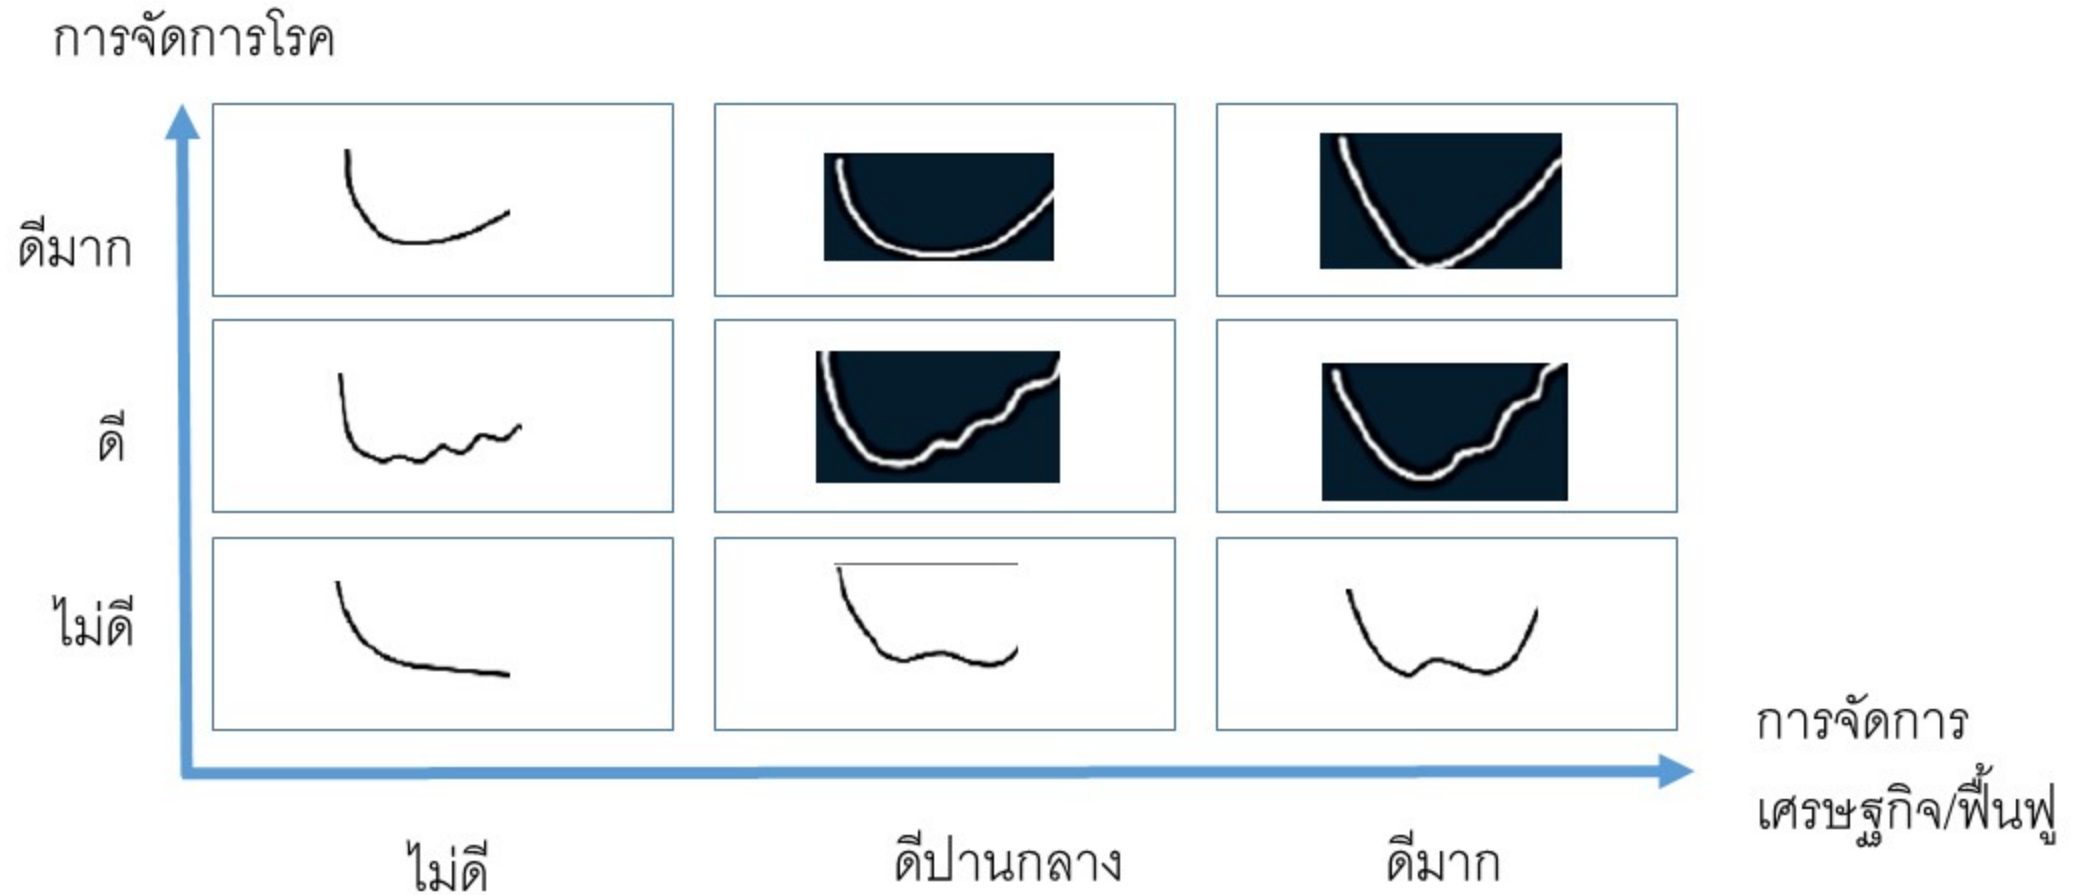 การจัดการโรค
ดีมาก
ดี
ไม่ดี
การจัดการ
เศรษฐกิจ/ฟื้นฟู
ไม่ดี
ดีปานกลาง
ดีมาก